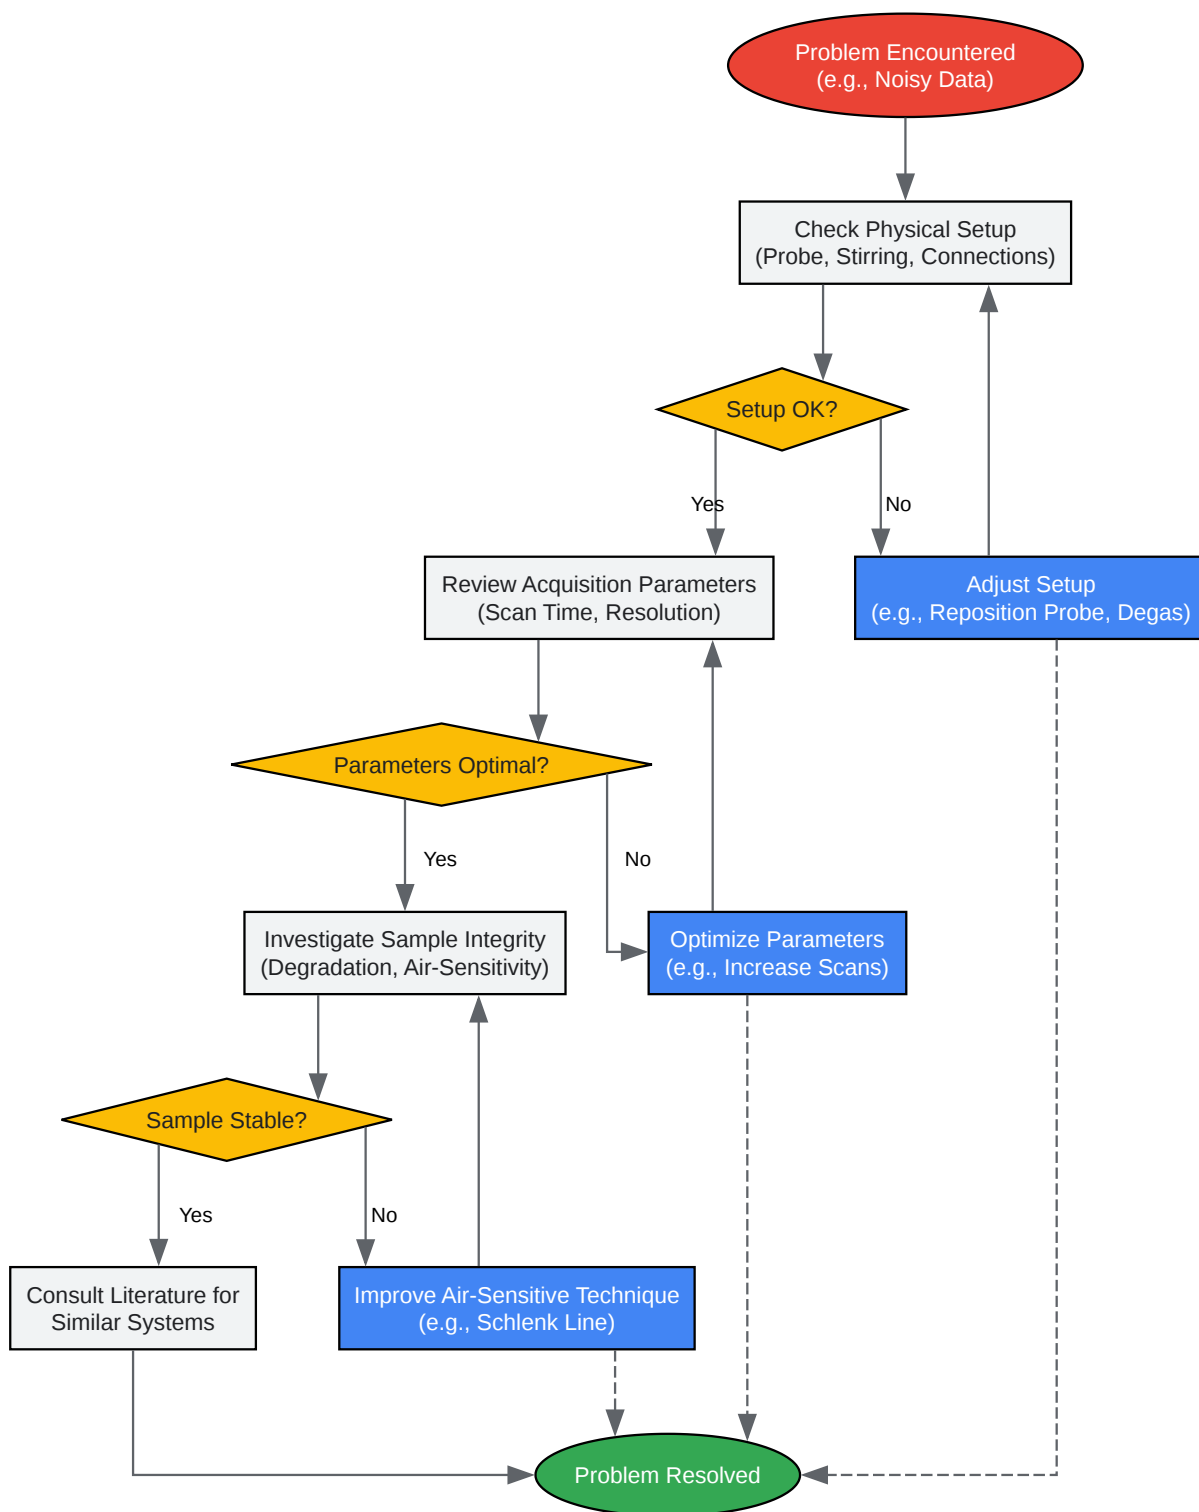 Problem Encountered
(e.g., Noisy Data)
Check Physical Setup
(Probe, Stirring, Connections)
Setup OK?
Yes
No
Review Acquisition Parameters
(Scan Time, Resolution)
Adjust Setup
(e.g., Reposition Probe, Degas)
Parameters Optimal?
Yes
No
Investigate Sample Integrity
(Degradation, Air-Sensitivity)
Optimize Parameters
(e.g., Increase Scans)
Sample Stable?
Yes
No
Consult Literature for
Similar Systems
Improve Air-Sensitive Technique
(e.g., Schlenk Line)
Problem Resolved